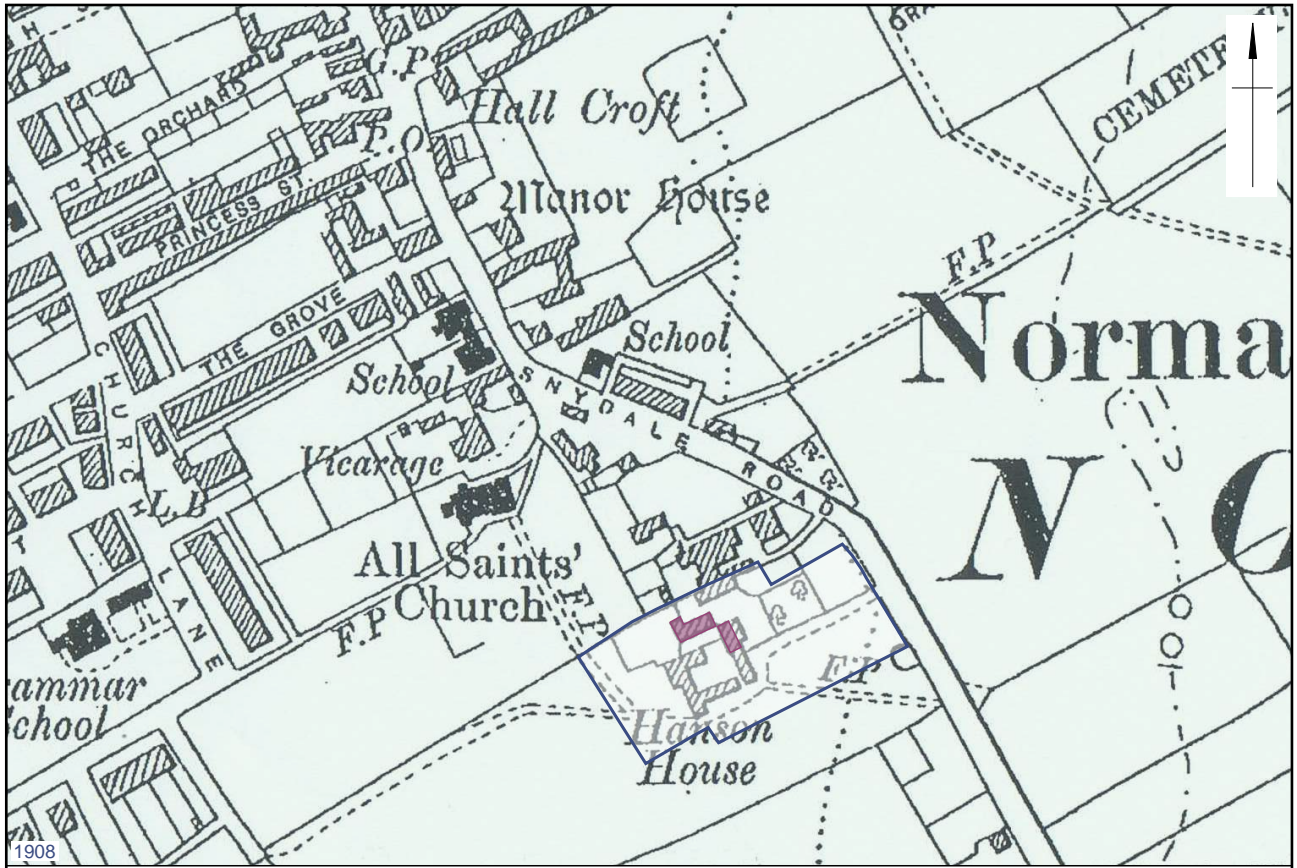 G.P.
Hall Croft
THE ORCHARD
P.O.
CEMETE
PRINCESS ST.
Manor House
F.P
Norma
THE GROVE
School
School
SNYDALE ROAD
CHURCH LANE
Vicarage
L.B
N O
All Saints'
Church
F.P
F.P
F.P
ammar
School
Hanson
House
1908